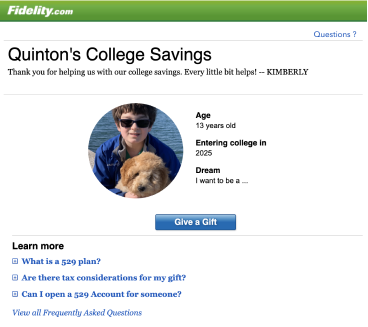 Fidelity.com
Questions ?
Quinton's College Savings
Thank you for helping us with our college savings. Every little bit helps! -- KIMBERLY
Age
13 years old
Entering college in
2025
Dream
I want to be a ...
Give a Gift
Learn more
What is a 529 plan?
Are there tax considerations for my gift?
Can I open a 529 Account for someone?
View all Frequently Asked Questions